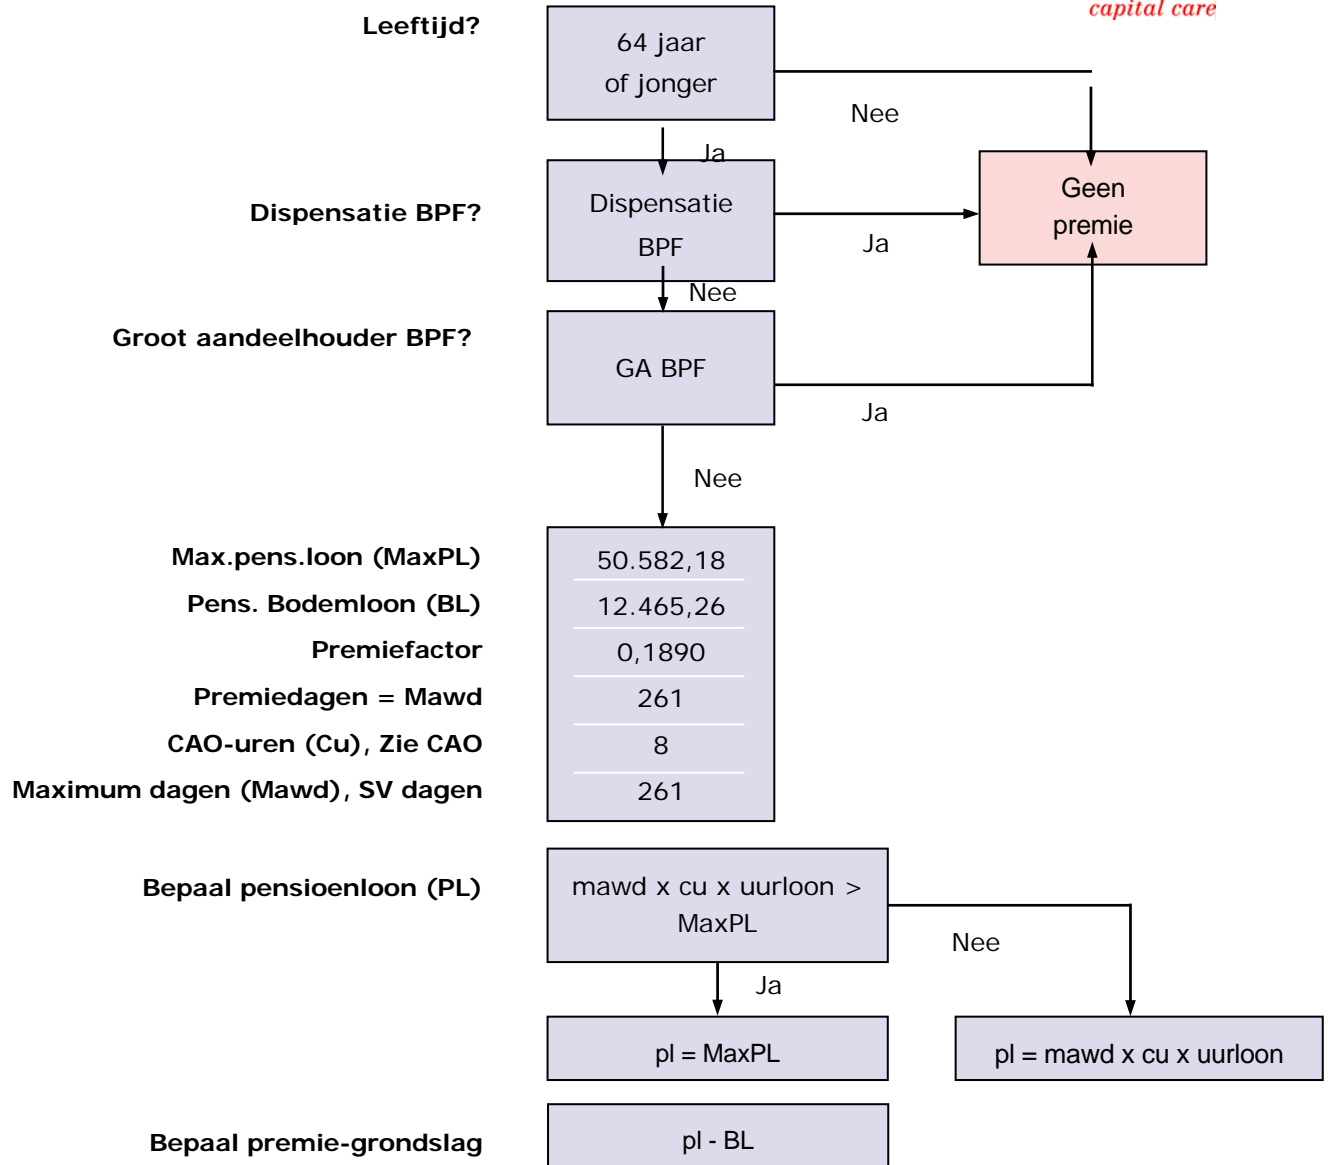 capital care
Leeftijd?
64 jaar
of jonger
Nee
Ja
Dispensatie BPF?
Dispensatie
BPF
Ja
Geen
premie
Nee
Groot aandeelhouder BPF?
GA BPF
Ja
Nee
Max.pens.loon (MaxPL)
50.582,18
Pens. Bodemloon (BL)
12.465,26
Premiefactor
0,1890
Premiedagen = Mawd
261
CAO-uren (Cu), Zie CAO
8
Maximum dagen (Mawd), SV dagen
261
Bepaal pensioenloon (PL)
mawd x cu x uurloon >
MaxPL
Nee
Ja
pl = MaxPL
pl = mawd x cu x uurloon
Bepaal premie-grondslag
pl - BL